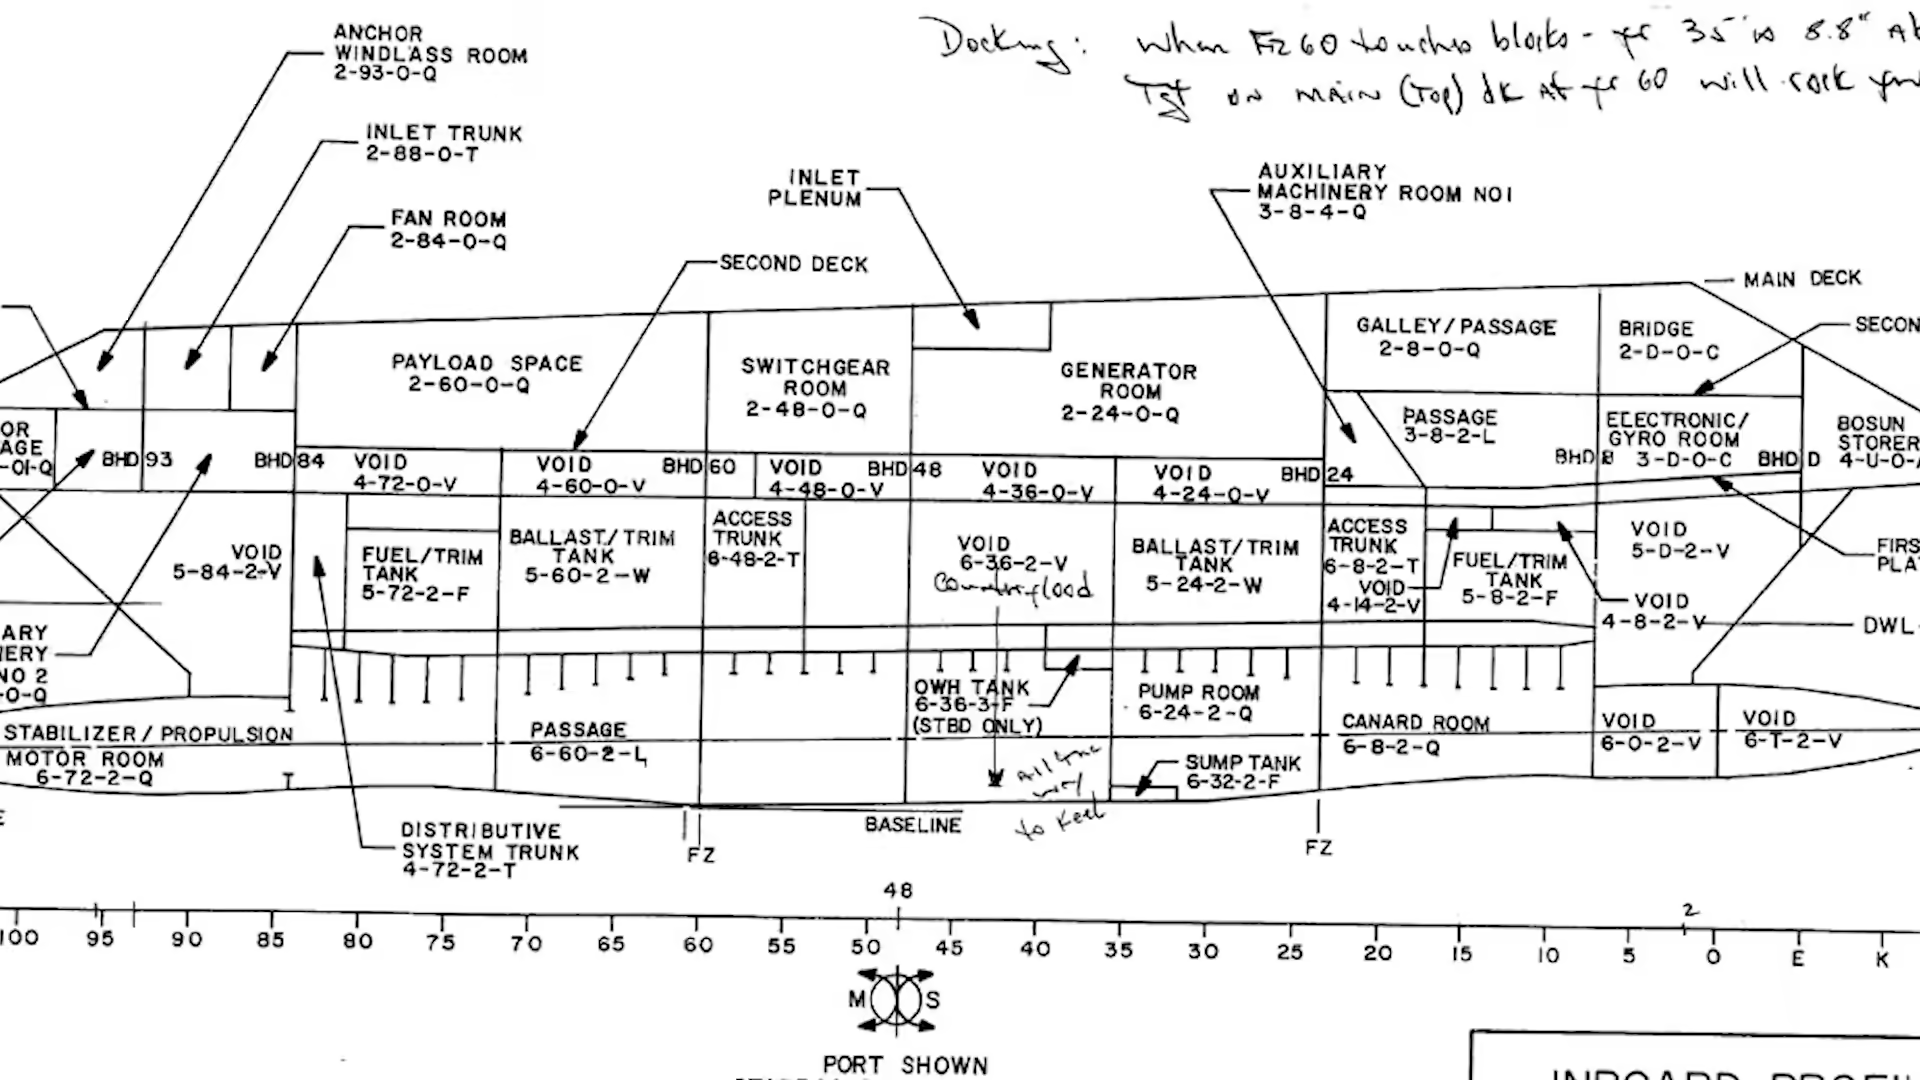 ANCHOR
WINDLASS ROOM
2-93-0-Q
INLET TRUNK
2-88-0-T
FAN ROOM
2-84-0-Q
SECOND DECK
INLET
PLENUM
Docking: When Fr 60 touches blocks - fr 35 is 8.8"
on main (top) dk at fr 60 will rock
AUXILIARY
MACHINERY ROOM NO1
3-8-4-Q
MAIN DECK
SECON
PAYLOAD SPACE
2-60-0-Q
SWITCHGEAR
ROOM
2-48-0-Q
GENERATOR
ROOM
2-24-0-Q
GALLEY/PASSAGE
2-8-0-Q
BRIDGE
2-D-0-C
PASSAGE
3-8-2-L
ELECTRONIC/
GYRO ROOM
3-D-0-C
BOSUN
STORER
4-U-0-A
OR
AGE
-01-Q
BHD 93
BHD 84
VOID
4-72-0-V
VOID
4-60-0-V
BHD 60
VOID
4-48-0-V
BHD 48
VOID
4-36-0-V
VOID
4-24-0-V
BHD 24
BHD 8
BHD D
VOID
5-84-2-V
FUEL/TRIM
TANK
5-72-2-F
BALLAST/TRIM
TANK
5-60-2-W
ACCESS
TRUNK
6-48-2-T
VOID
6-36-2-V
Counterflood
BALLAST/TRIM
TANK
5-24-2-W
ACCESS
TRUNK
6-8-2-T
VOID
4-14-2-V
FUEL/TRIM
TANK
5-8-2-F
VOID
5-D-2-V
VOID
4-8-2-V
FIRS
PLA
DWL
ARY
NERY
NO 2
-0-Q
STABILIZER/PROPULSION
MOTOR ROOM
6-72-2-Q
PASSAGE
6-60-2-L
OWH TANK
6-36-3-F
(STBD ONLY)
All the
way
to keel
PUMP ROOM
6-24-2-Q
SUMP TANK
6-32-2-F
CANARD ROOM
6-8-2-Q
VOID
6-0-2-V
VOID
6-T-2-V
DISTRIBUTIVE
SYSTEM TRUNK
4-72-2-T
BASELINE
FZ
FZ
48
2
100 95 90 85 80 75 70 65 60 55 50 45 40 35 30 25 20 15 10 5 0 E K
M S
PORT SHOWN
INBOARD PROFIL